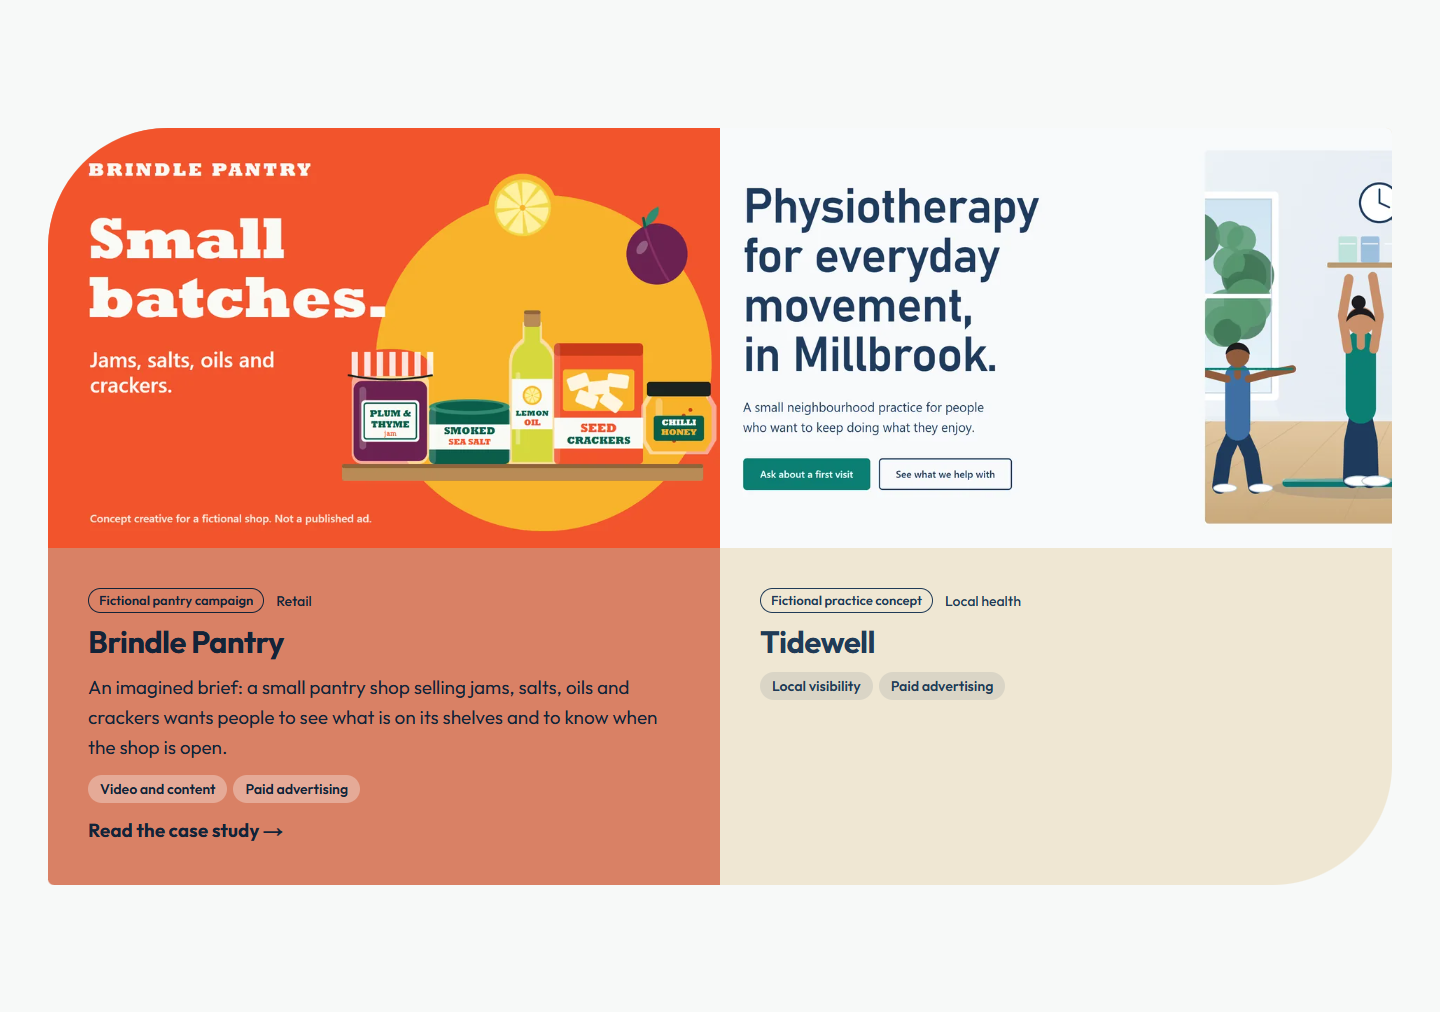 BRINDLE PANTRY
Small
batches.
Jams, salts, oils and
crackers.
PLUM &
THYME
jam
SMOKED
SEA SALT
LEMON
OIL
SEED
CRACKERS
CHILLI
HONEY
Concept creative for a fictional shop. Not a published ad.
Physiotherapy
for everyday
movement,
in Millbrook.
A small neighbourhood practice for people
who want to keep doing what they enjoy.
Ask about a first visit
See what we help with
Fictional pantry campaign
Retail
Brindle Pantry
An imagined brief: a small pantry shop selling jams, salts, oils and
crackers wants people to see what is on its shelves and to know when
the shop is open.
Video and content
Paid advertising
Read the case study →
Fictional practice concept
Local health
Tidewell
Local visibility
Paid advertising